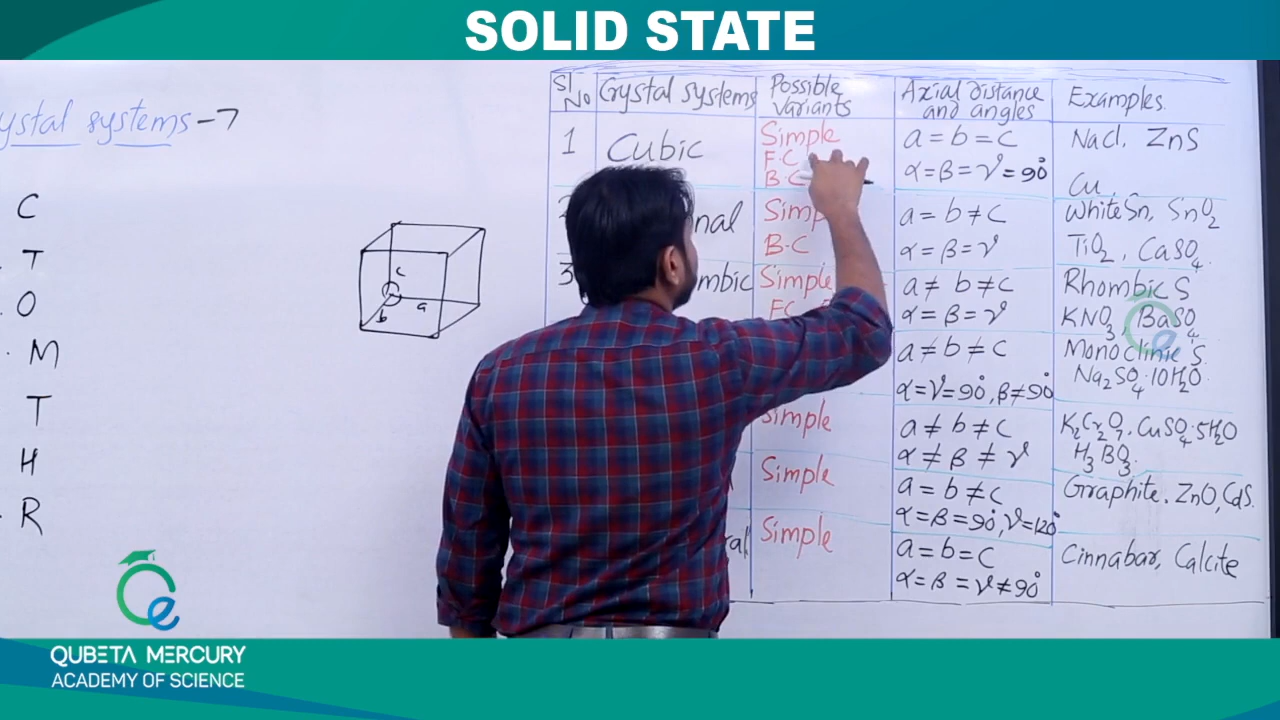 SOLID STATE
ystal systems - 7
C
T
O
M
T
H
R
c
a
b
Sl No Crystal systems Possible variants Axial distance and angles Examples
1 Cubic Simple a = b = c NaCl, ZnS
F.C α = β = γ = 90°
B.C Cu
nal Simp a = b ≠ c White Sn, SnO2
B.C α = β = γ TiO2, CaSO4
3 mbic Simple a ≠ b ≠ c Rhombic S
FC α = β = γ KNO3, BaSO4
a ≠ b ≠ c Monoclinic S
α = γ = 90°, β ≠ 90° Na2SO4·10H2O
Simple a ≠ b ≠ c K2Cr2O7, CuSO4·5H2O
α ≠ β ≠ γ H3BO3
Simple a = b ≠ c Graphite, ZnO, CdS
α = β = 90°, γ = 120°
al Simple a = b = c Cinnabar, Calcite
α = β = γ ≠ 90°
QUBETA MERCURY
ACADEMY OF SCIENCE